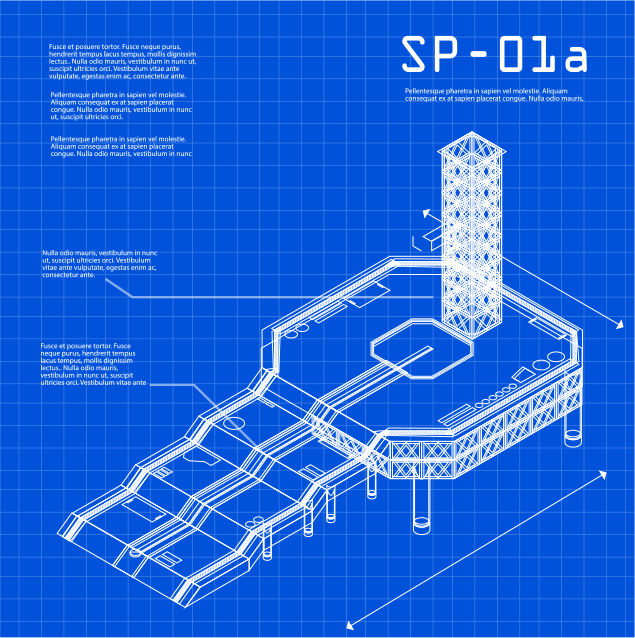 Fusce et posuere tortor. Fusce neque purus,
hendrerit tempus lacus tempus, mollis dignissim
lectus.. Nulla odio mauris, vestibulum in nunc ut,
suscipit ultricies orci. Vestibulum vitae ante
vulputate, egestas enim ac, consectetur ante.
Pellentesque pharetra in sapien vel molestie.
Aliquam consequat ex at sapien placerat
congue. Nulla odio mauris, vestibulum in nunc
ut, suscipit ultricies orci.
Pellentesque pharetra in sapien vel molestie.
Aliquam consequat ex at sapien placerat
congue. Nulla odio mauris, vestibulum in nunc
SP-01a
Pellentesque pharetra in sapien vel molestie. Aliquam
consequat ex at sapien placerat congue. Nulla odio mauris,
Nulla odio mauris, vestibulum in nunc
ut, suscipit ultricies orci. Vestibulum
vitae ante vulputate, egestas enim ac,
consectetur ante.
Fusce et posuere tortor. Fusce
neque purus, hendrerit tempus
lacus tempus, mollis dignissim
lectus.. Nulla odio mauris,
vestibulum in nunc ut, suscipit
ultricies orci. Vestibulum vitae ante